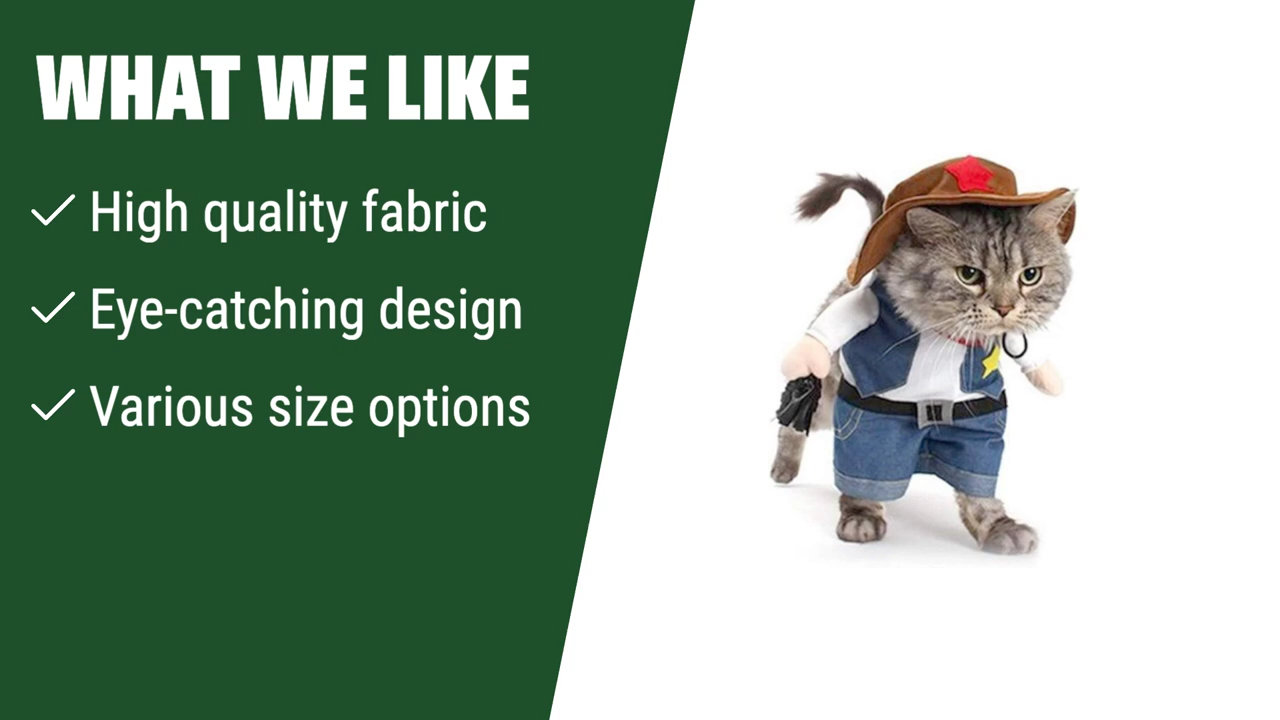 WHAT WE LIKE
High quality fabric
Eye-catching design
Various size options